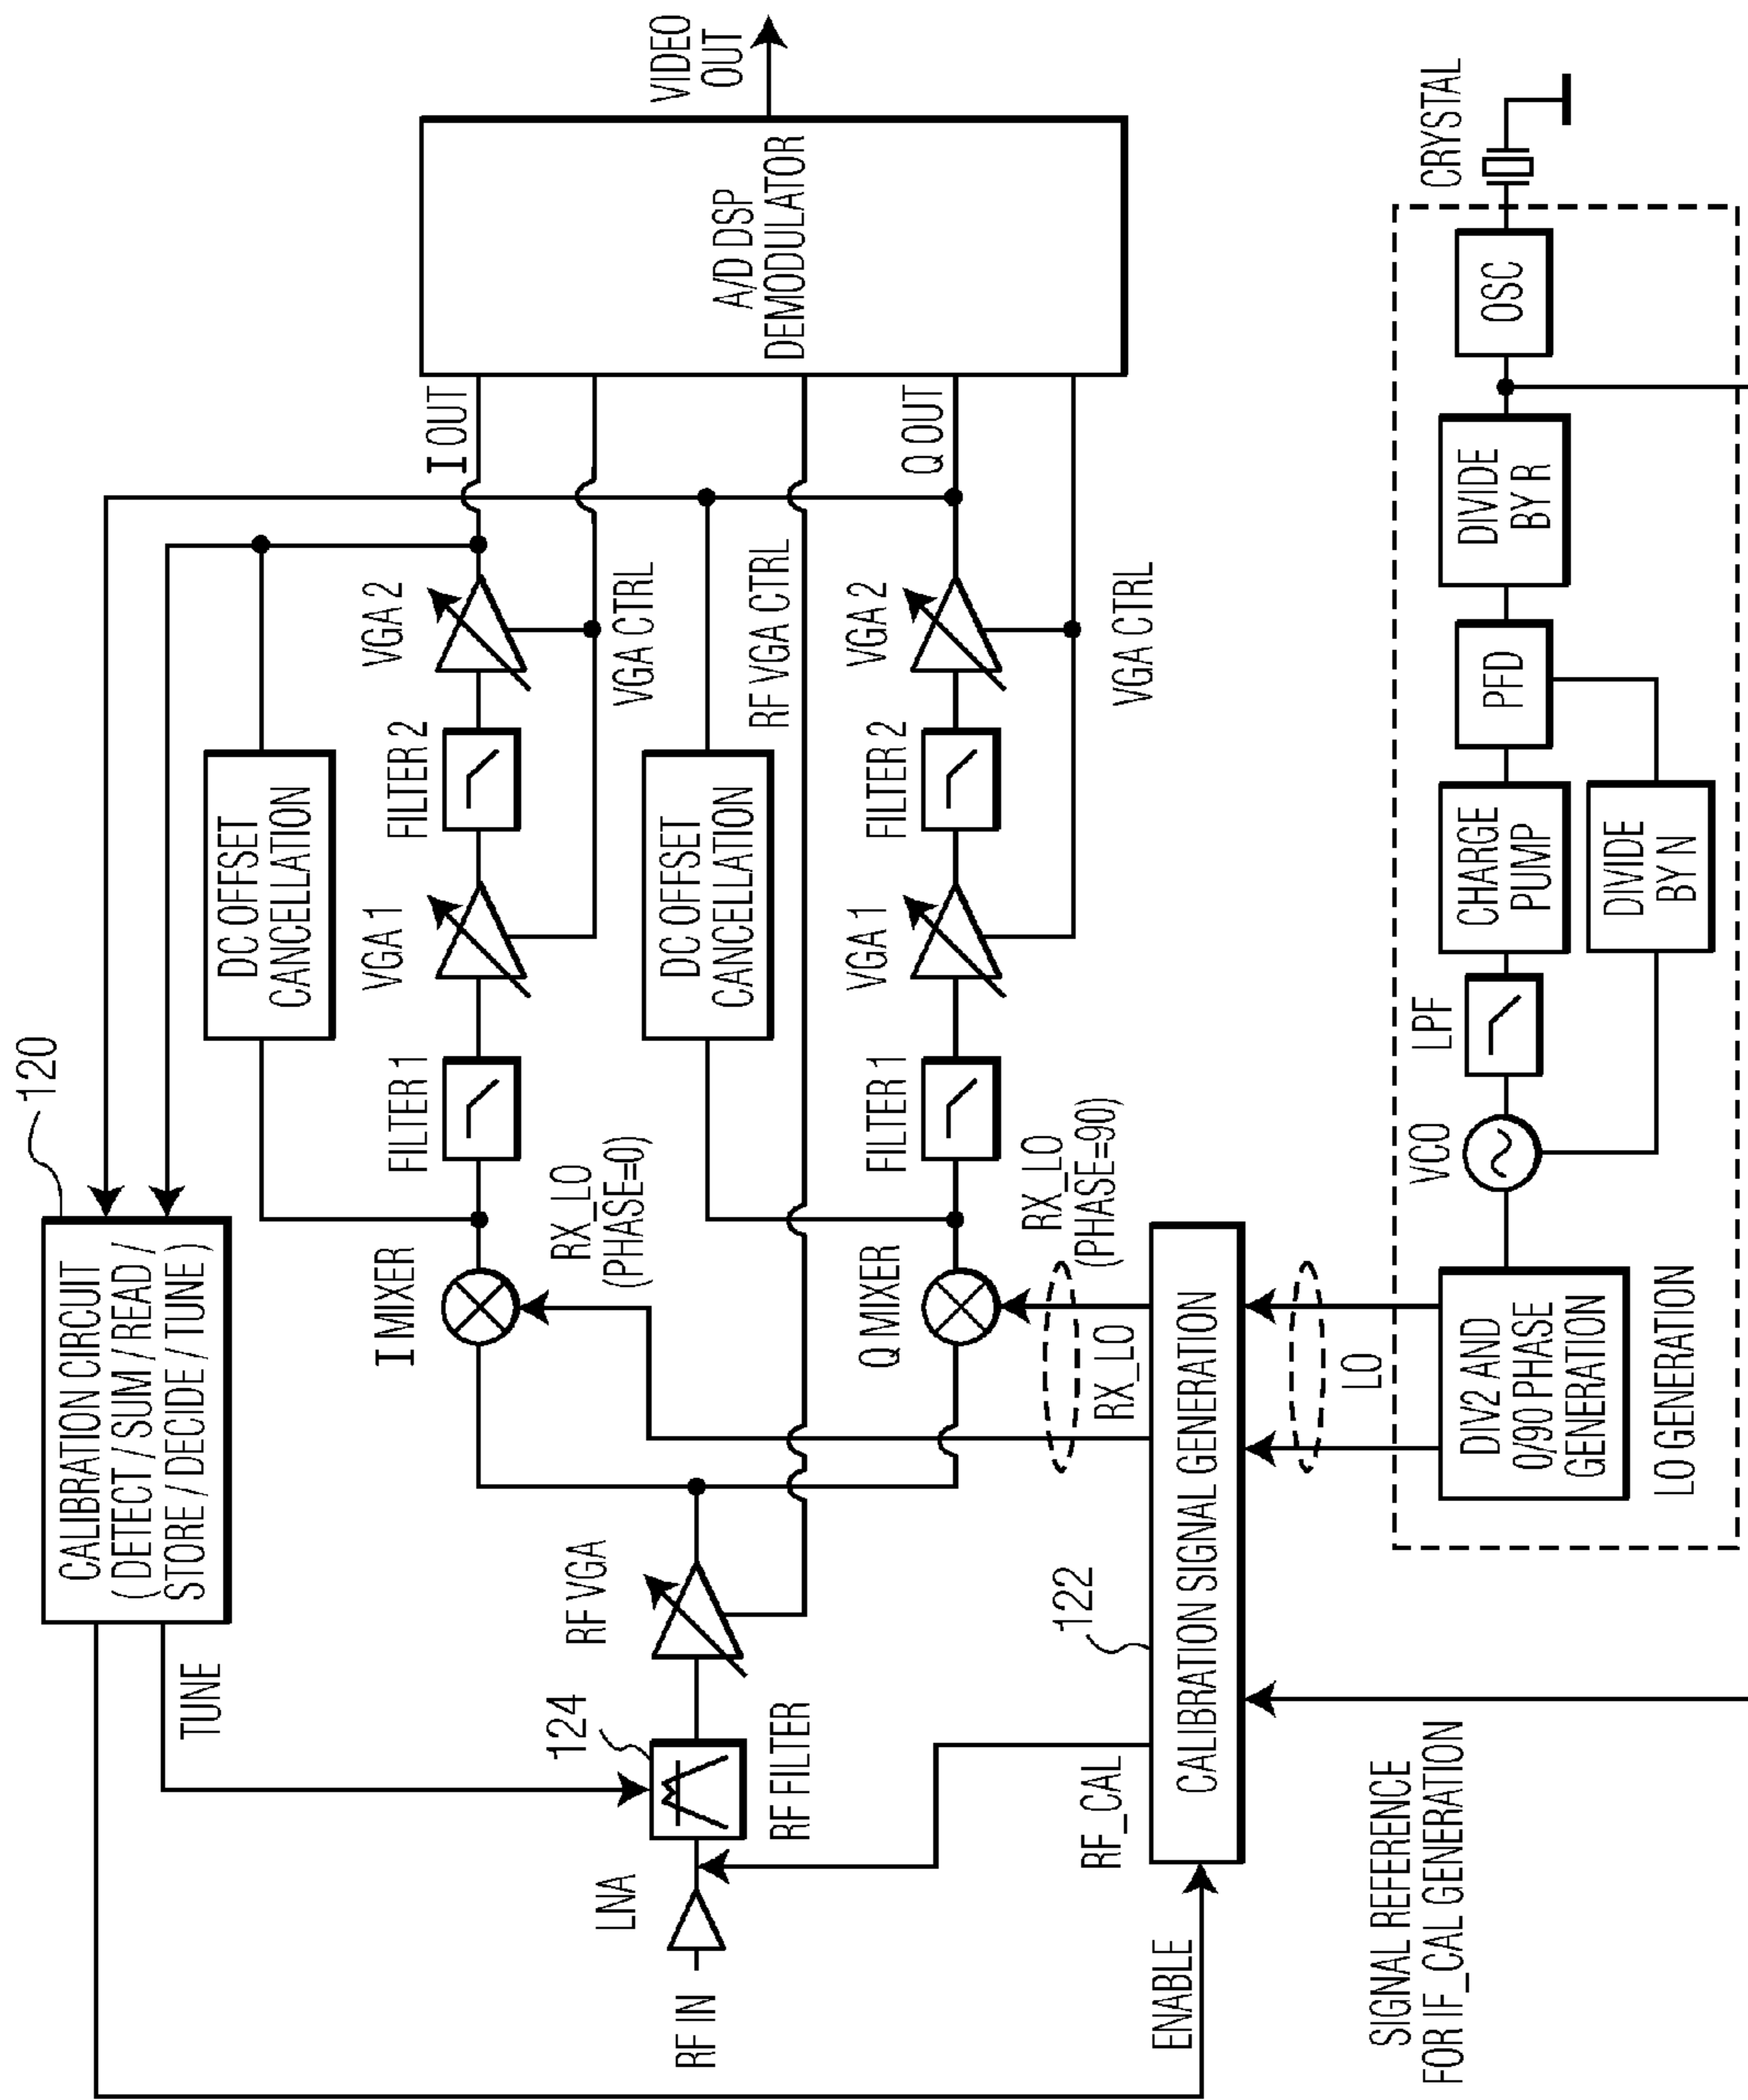 120
CALIBRATION CIRCUIT
( DETECT / SUM / READ /
STORE / DECIDE / TUNE )
TUNE
DC OFFSET
CANCELLATION
I MIXER
FILTER 1
VGA 1
FILTER 2
VGA 2
I OUT
RX_LO
(PHASE=0)
VGA CTRL
VIDEO
OUT
A/D DSP
DEMODULATOR
RF IN
LNA
124
RF FILTER
RF VGA
DC OFFSET
CANCELLATION
RF VGA CTRL
Q MIXER
FILTER 1
VGA 1
FILTER 2
VGA 2
Q OUT
RX_LO
(PHASE=90)
VGA CTRL
RX_LO
RF_CAL
122
ENABLE
CALIBRATION SIGNAL GENERATION
LO
SIGNAL REFERENCE
FOR IF_CAL GENERATION
DIV2 AND
0/90 PHASE
GENERATION
VCO
LPF
CHARGE
PUMP
PFD
DIVIDE
BY R
OSC
CRYSTAL
DIVIDE
BY N
LO GENERATION